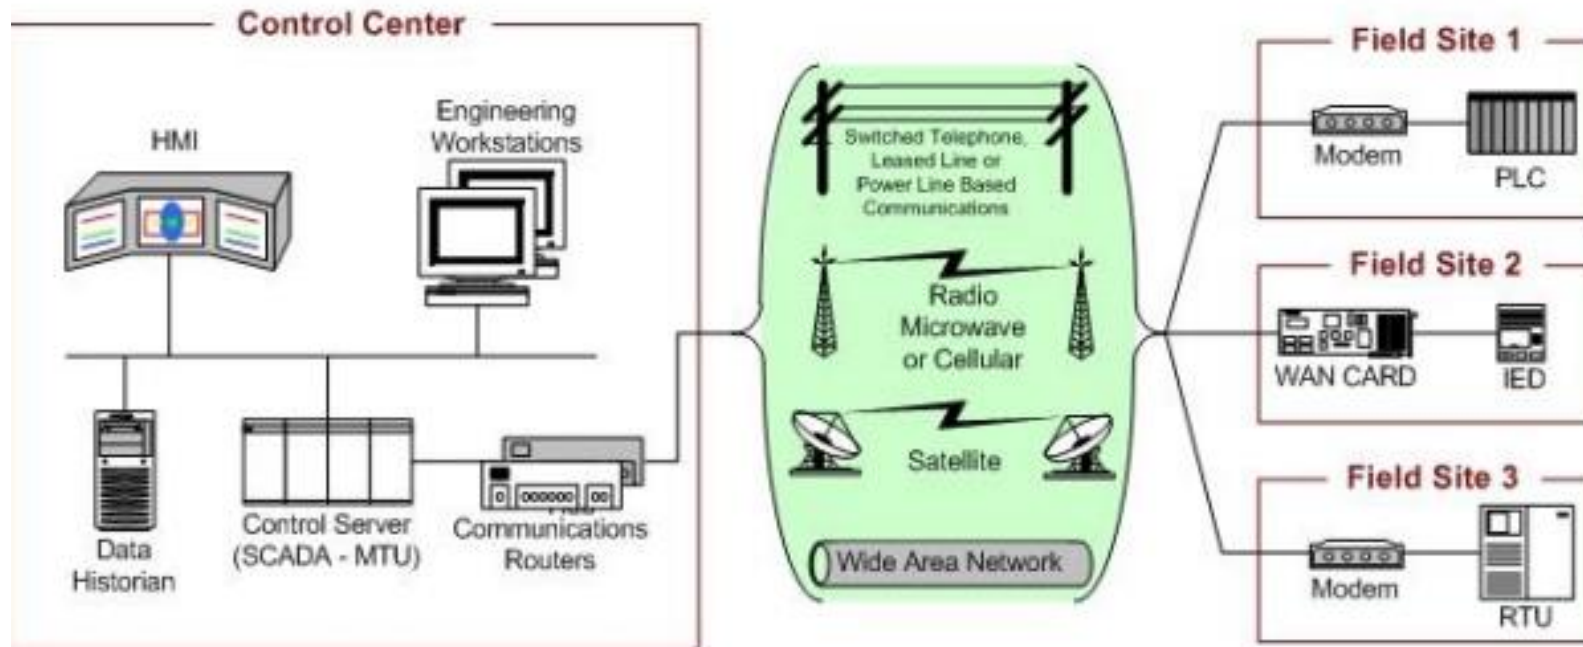 Control Center
HMI
Engineering
Workstations
Data
Historian
Control Server
(SCADA - MTU)
Communications
Routers
Switched Telephone,
Leased Line or
Power Line Based
Communications
Radio
Microwave
or Cellular
Satellite
Wide Area Network
Field Site 1
Modem
PLC
Field Site 2
WAN CARD
IED
Field Site 3
Modem
RTU